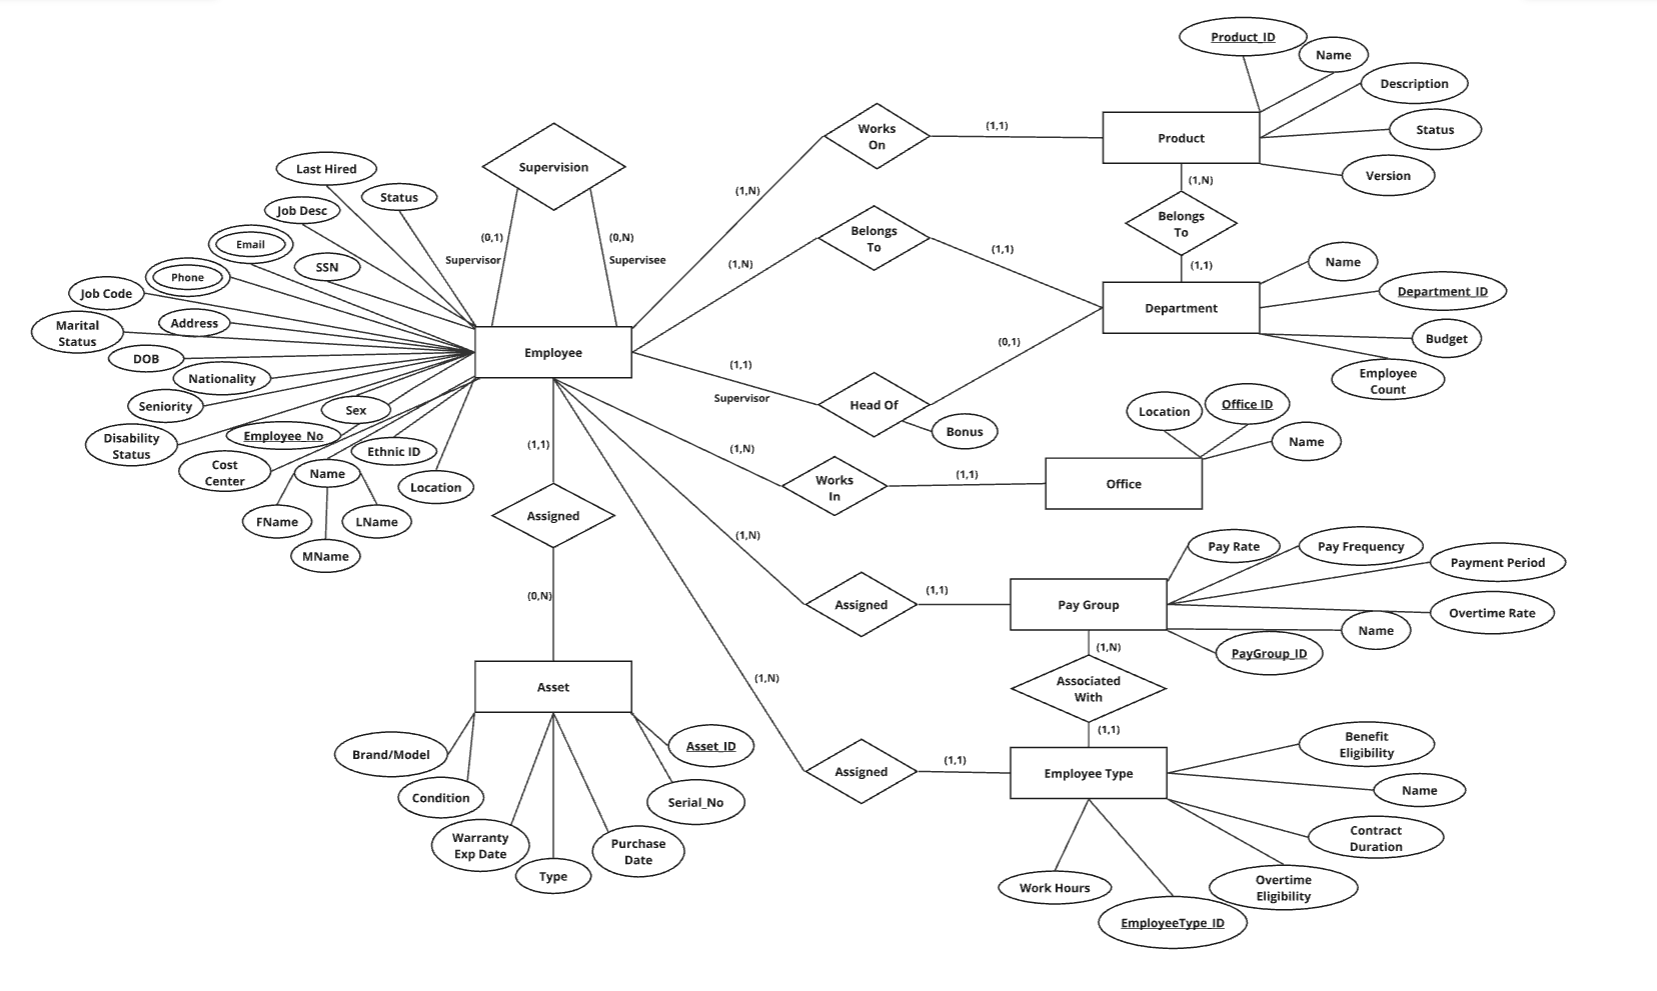 Product_ID
Name
Description
Status
Version
Works
On
(1,1)
Product
(1,N)
Supervision
Last Hired
Status
Job Desc
Email
SSN
Phone
Job Code
Address
Marital
Status
DOB
Nationality
Seniority
Sex
Disability
Status
Employee_No
Ethnic ID
Cost
Center
Name
Location
FName
LName
MName
(0,1)
Supervisor
(0,N)
Supervisee
Employee
(1,N)
Belongs
To
(1,N)
(1,1)
Belongs
To
(1,1)
Name
Department_ID
Department
Budget
Employee
Count
(0,1)
(1,1)
Supervisor
Head Of
Bonus
Location
Office ID
Name
(1,N)
Works
In
(1,1)
Office
(1,1)
Assigned
(0,N)
(1,N)
Assigned
(1,1)
Pay Group
Pay Rate
Pay Frequency
Payment Period
Overtime Rate
Name
PayGroup_ID
(1,N)
Associated
With
(1,1)
(1,N)
Assigned
(1,1)
Employee Type
Benefit
Eligibility
Name
Contract
Duration
Overtime
Eligibility
Work Hours
EmployeeType_ID
Asset
Brand/Model
Asset_ID
Condition
Serial_No
Warranty
Exp Date
Purchase
Date
Type